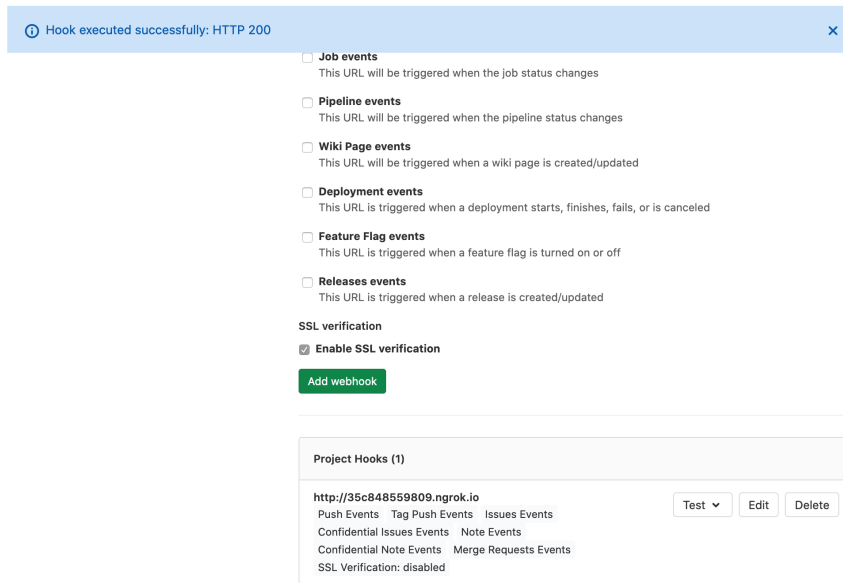 Hook executed successfully: HTTP 200
Job events
This URL will be triggered when the job status changes
Pipeline events
This URL will be triggered when the pipeline status changes
Wiki Page events
This URL will be triggered when a wiki page is created/updated
Deployment events
This URL is triggered when a deployment starts, finishes, fails, or is canceled
Feature Flag events
This URL is triggered when a feature flag is turned on or off
Releases events
This URL is triggered when a release is created/updated
SSL verification
Enable SSL verification
Add webhook
Project Hooks (1)
http://35c848559809.ngrok.io
Test Edit Delete
Push Events Tag Push Events Issues Events
Confidential Issues Events Note Events
Confidential Note Events Merge Requests Events
SSL Verification: disabled